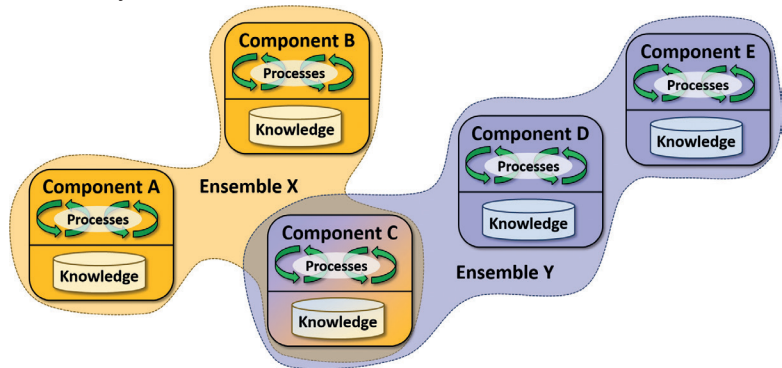 Component B
Processes
Knowledge
Component E
Processes
Knowledge
Component D
Processes
Knowledge
Component A
Processes
Knowledge
Ensemble X
Component C
Processes
Knowledge
Ensemble Y